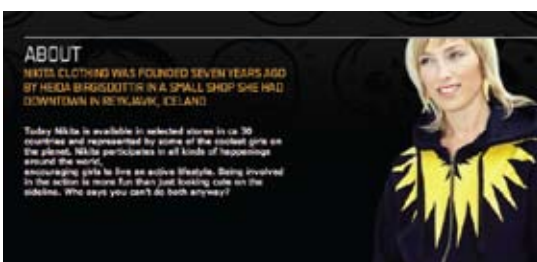 ABOUT
NIKITA CLOTHING WAS FOUNDED SEVEN YEARS AGO
BY HEIDA BIRGISDOTTIR IN A SMALL SHOP SHE HAD
DOWNTOWN IN REYKJAVIK, ICELAND
Today Nikita is available in selected stores in ca 30
countries and represented by some of the coolest girls on
the planet. Nikita participates in all kinds of happenings
around the world,
encouraging girls to live an active lifestyle. Being involved
in the action is more fun than just looking cute on the
sideline. Who says you can't do both anyway?